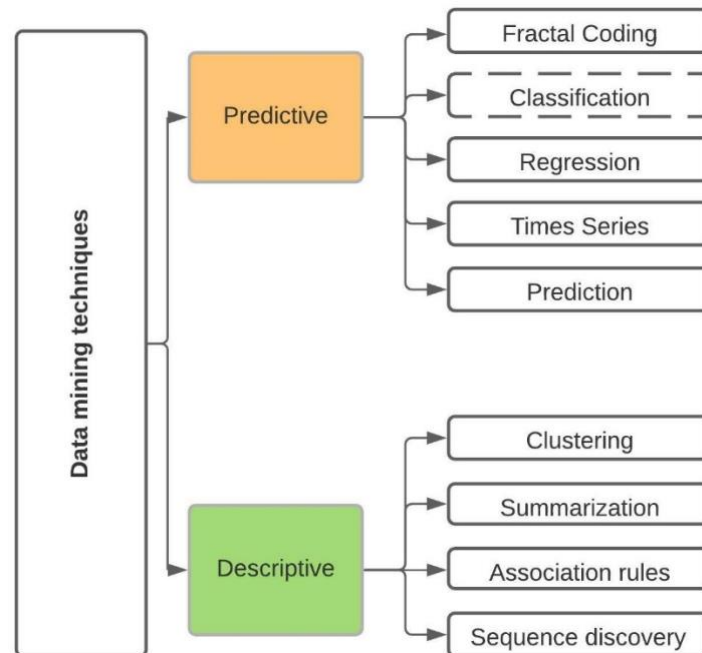 Data mining techniques
Predictive
Fractal Coding
Classification
Regression
Times Series
Prediction
Descriptive
Clustering
Summarization
Association rules
Sequence discovery